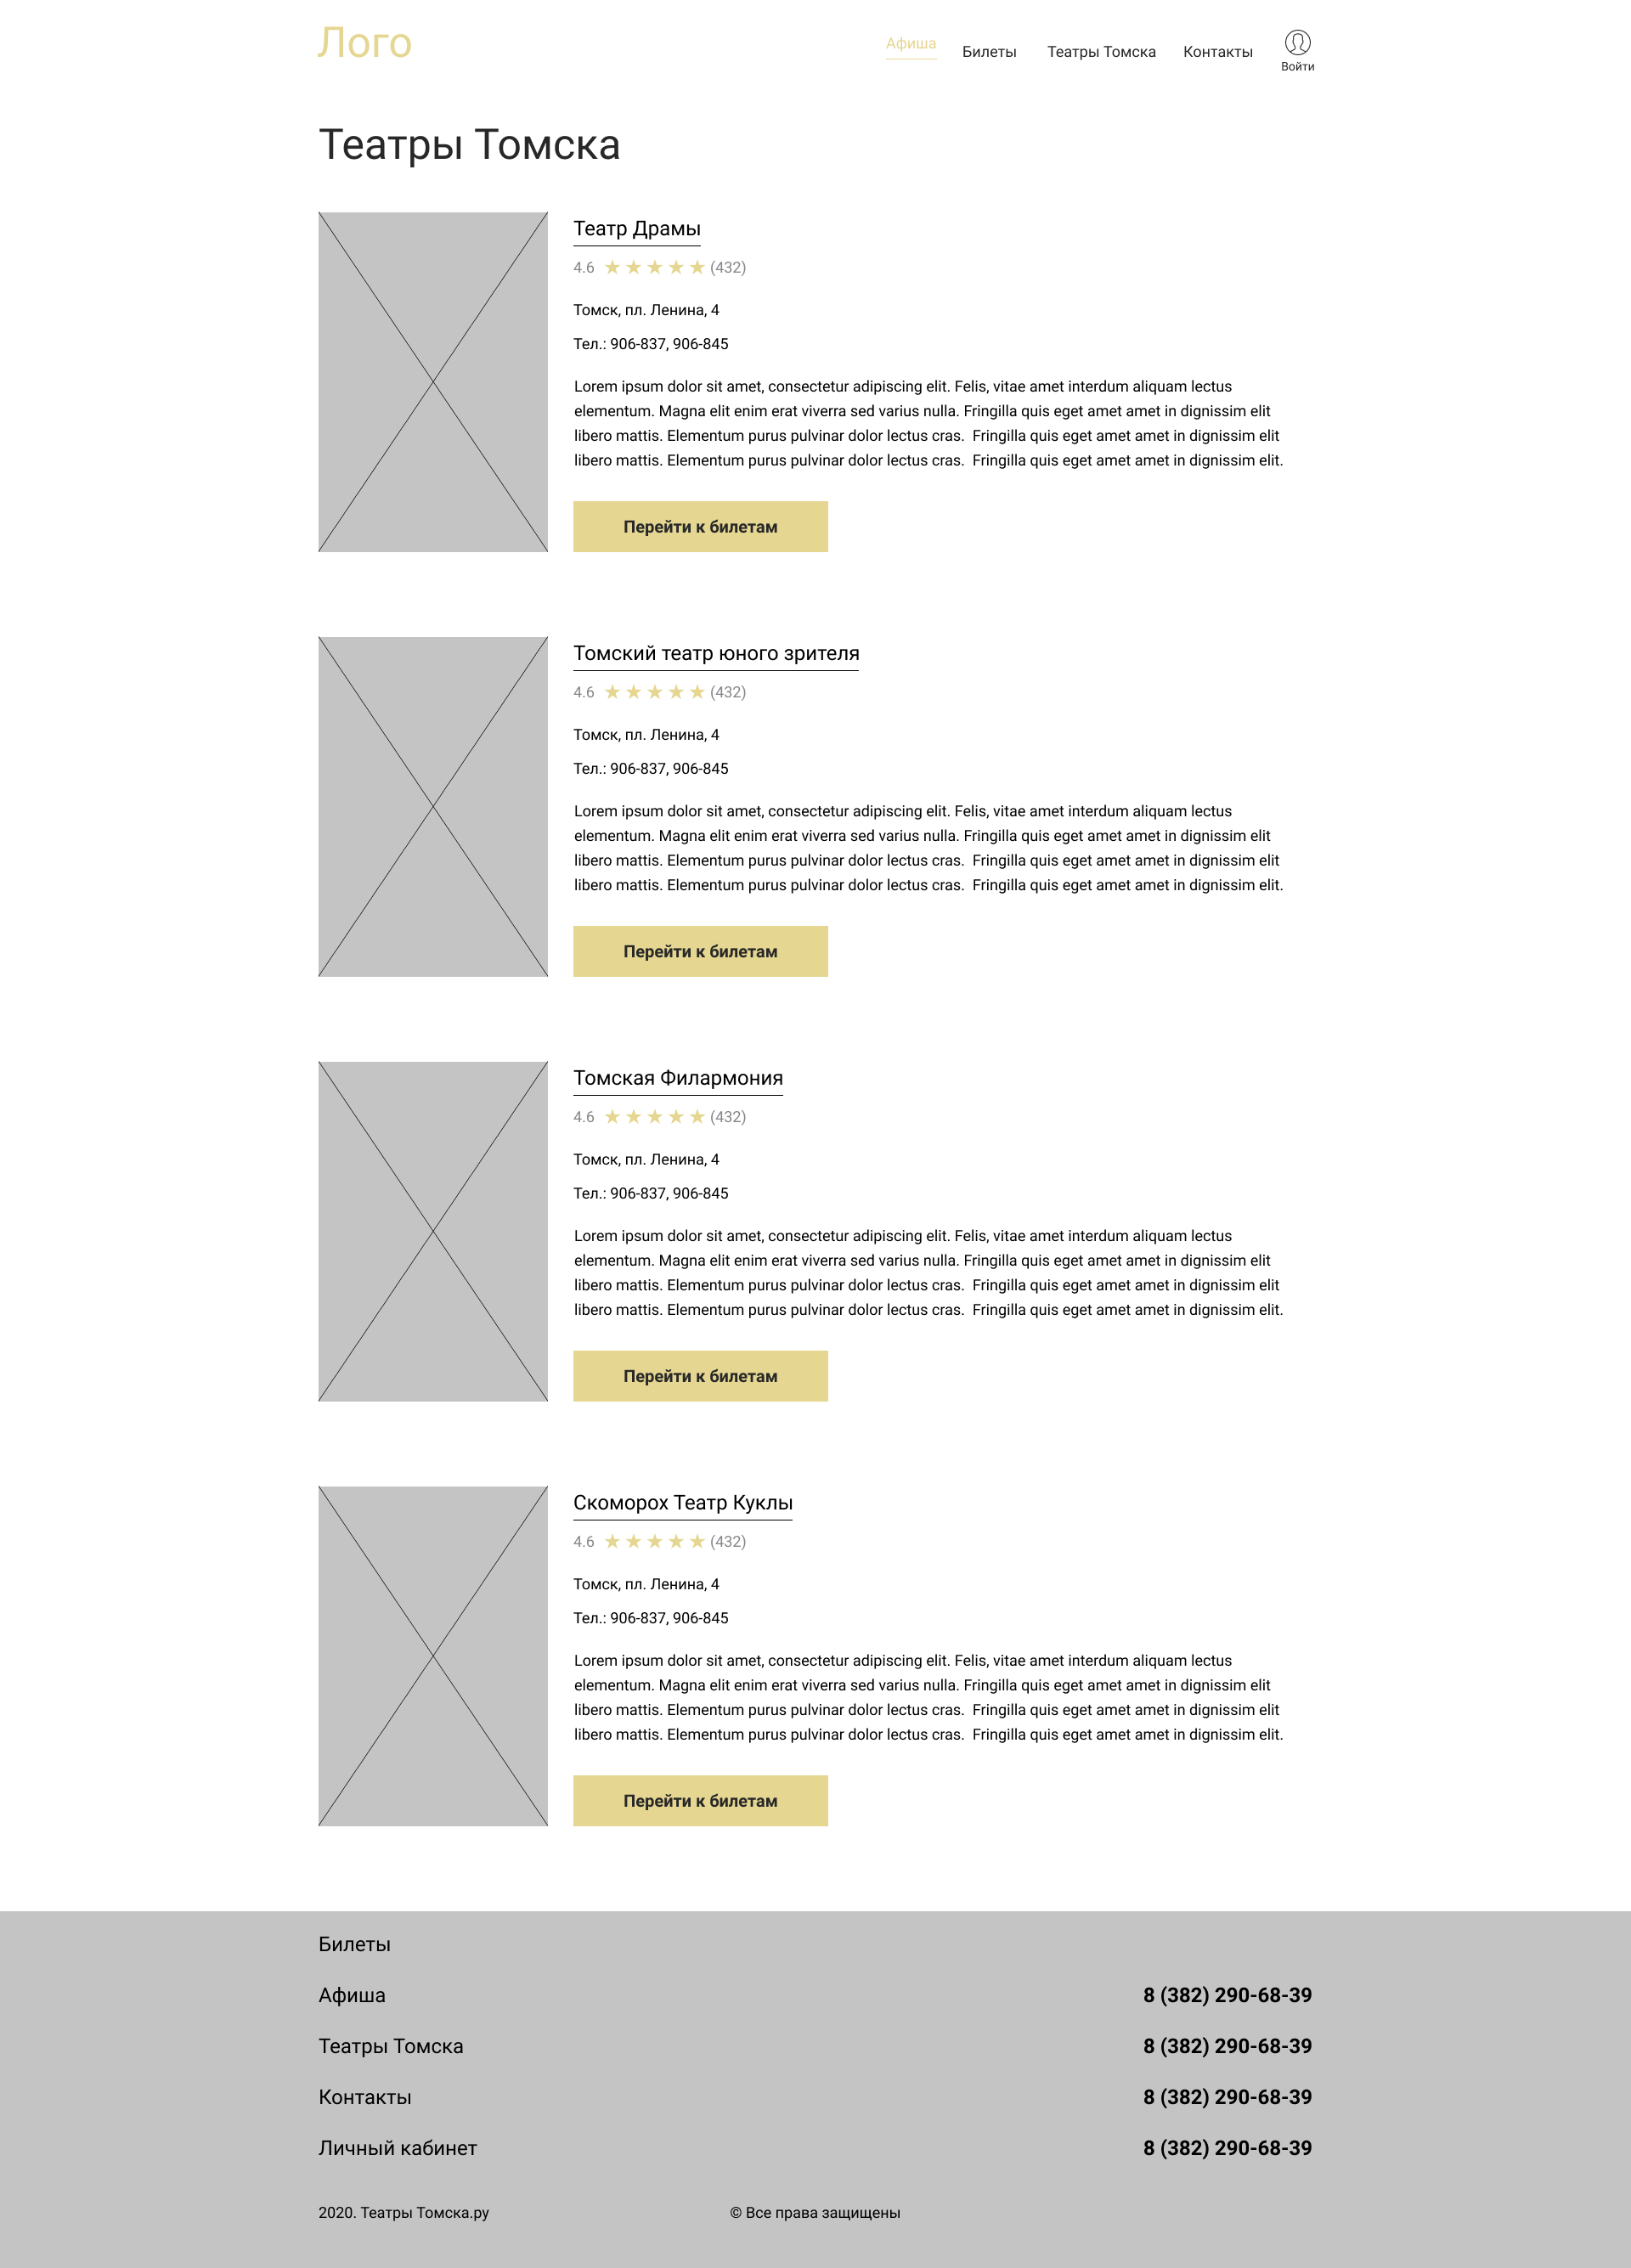 Лого
Афиша
Билеты
Театры Томска
Контакты
Войти
Театры Томска
Театр Драмы
4.6 ★ ★ ★ ★ ★ (432)
Томск, пл. Ленина, 4
Тел.: 906-837, 906-845
Lorem ipsum dolor sit amet, consectetur adipiscing elit. Felis, vitae amet interdum aliquam lectus
elementum. Magna elit enim erat viverra sed varius nulla. Fringilla quis eget amet amet in dignissim elit
libero mattis. Elementum purus pulvinar dolor lectus cras.  Fringilla quis eget amet amet in dignissim elit
libero mattis. Elementum purus pulvinar dolor lectus cras.  Fringilla quis eget amet amet in dignissim elit.
Перейти к билетам
Томский театр юного зрителя
4.6 ★ ★ ★ ★ ★ (432)
Томск, пл. Ленина, 4
Тел.: 906-837, 906-845
Lorem ipsum dolor sit amet, consectetur adipiscing elit. Felis, vitae amet interdum aliquam lectus
elementum. Magna elit enim erat viverra sed varius nulla. Fringilla quis eget amet amet in dignissim elit
libero mattis. Elementum purus pulvinar dolor lectus cras.  Fringilla quis eget amet amet in dignissim elit
libero mattis. Elementum purus pulvinar dolor lectus cras.  Fringilla quis eget amet amet in dignissim elit.
Перейти к билетам
Томская Филармония
4.6 ★ ★ ★ ★ ★ (432)
Томск, пл. Ленина, 4
Тел.: 906-837, 906-845
Lorem ipsum dolor sit amet, consectetur adipiscing elit. Felis, vitae amet interdum aliquam lectus
elementum. Magna elit enim erat viverra sed varius nulla. Fringilla quis eget amet amet in dignissim elit
libero mattis. Elementum purus pulvinar dolor lectus cras.  Fringilla quis eget amet amet in dignissim elit
libero mattis. Elementum purus pulvinar dolor lectus cras.  Fringilla quis eget amet amet in dignissim elit.
Перейти к билетам
Скоморох Театр Куклы
4.6 ★ ★ ★ ★ ★ (432)
Томск, пл. Ленина, 4
Тел.: 906-837, 906-845
Lorem ipsum dolor sit amet, consectetur adipiscing elit. Felis, vitae amet interdum aliquam lectus
elementum. Magna elit enim erat viverra sed varius nulla. Fringilla quis eget amet amet in dignissim elit
libero mattis. Elementum purus pulvinar dolor lectus cras.  Fringilla quis eget amet amet in dignissim elit
libero mattis. Elementum purus pulvinar dolor lectus cras.  Fringilla quis eget amet amet in dignissim elit.
Перейти к билетам
Билеты
Афиша
Театры Томска
Контакты
Личный кабинет
8 (382) 290-68-39
8 (382) 290-68-39
8 (382) 290-68-39
8 (382) 290-68-39
2020. Театры Томска.ру
© Все права защищены